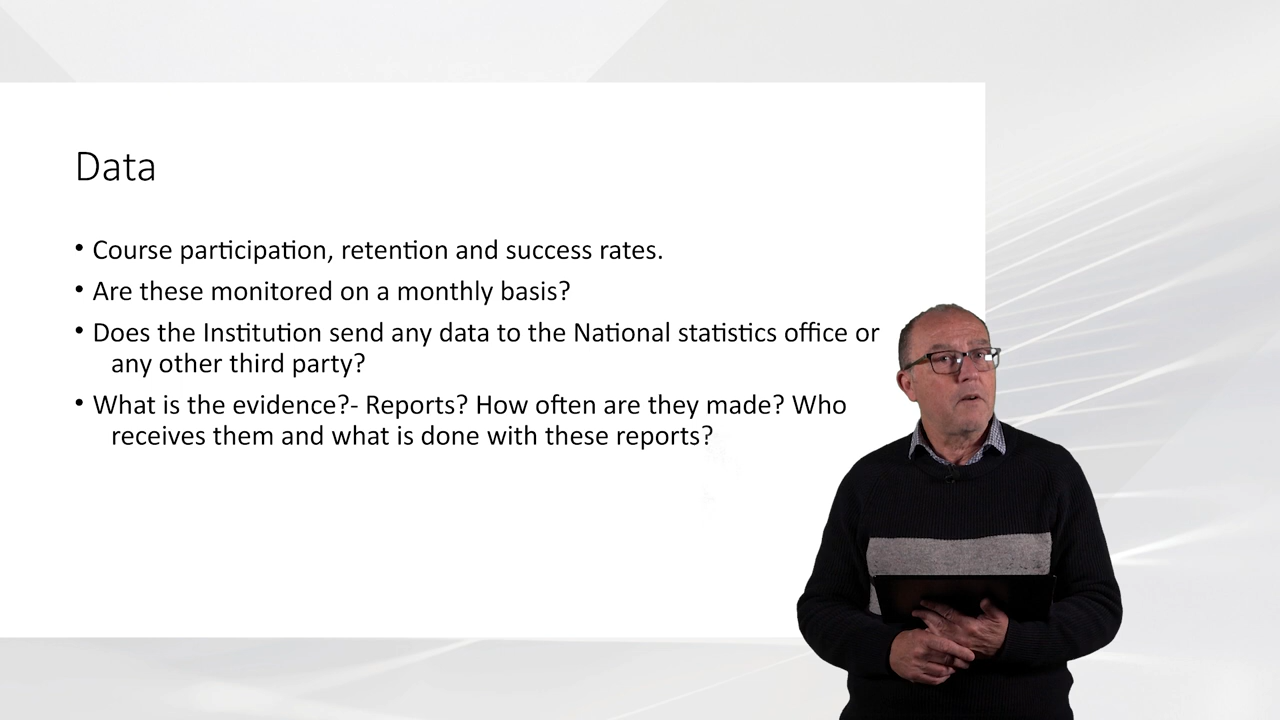 Data
• Course participation, retention and success rates.
• Are these monitored on a monthly basis?
• Does the Institution send any data to the National statistics office or
any other third party?
• What is the evidence?- Reports? How often are they made? Who
receives them and what is done with these reports?